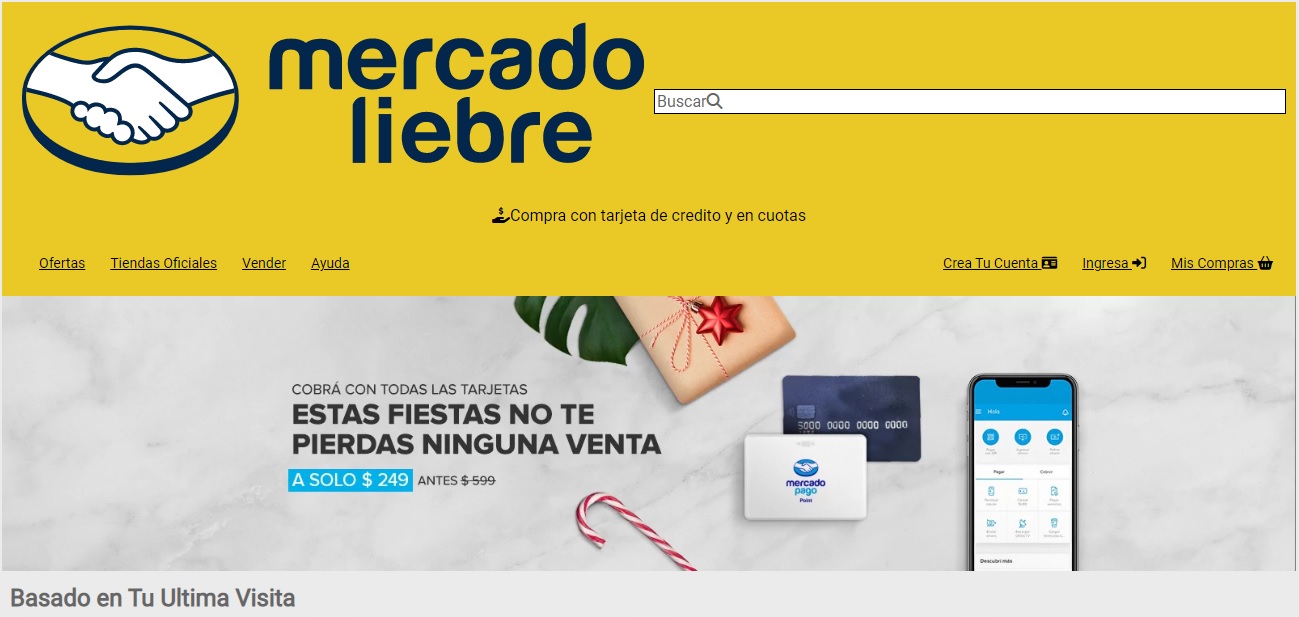 mercado
liebre
Buscar
Compra con tarjeta de credito y en cuotas
Ofertas Tiendas Oficiales Vender Ayuda Crea Tu Cuenta Ingresa Mis Compras
COBRÁ CON TODAS LAS TARJETAS
ESTAS FIESTAS NO TE
PIERDAS NINGUNA VENTA
A SOLO $ 249 ANTES $ 599
5000 0000 0000 0000
mercado
pago
Point
Hola
Pagar Cobrar
Descubrí más
Basado en Tu Ultima Visita